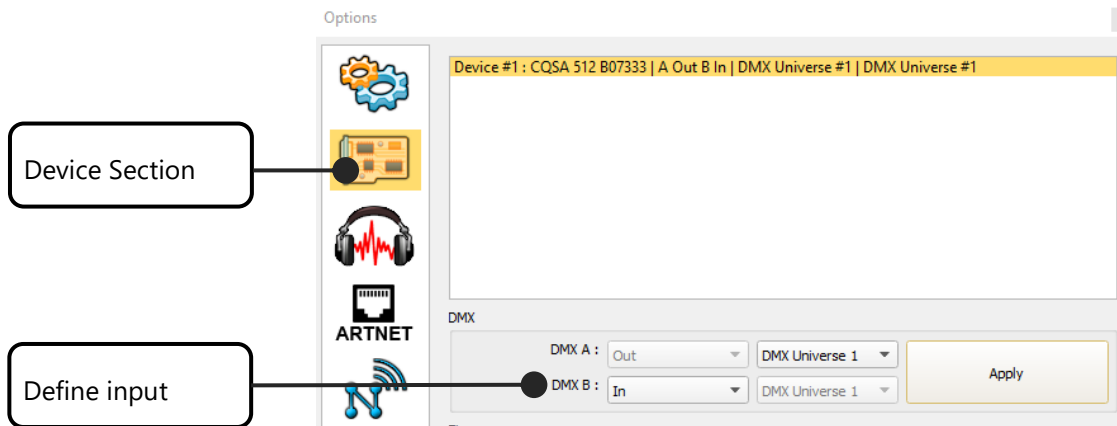 Options
Device #1 : CQSA 512 B07333 | A Out B In | DMX Universe #1 | DMX Universe #1
Device Section
ARTNET
DMX
DMX A : Out DMX Universe 1
Apply
DMX B : In DMX Universe 1
Define input